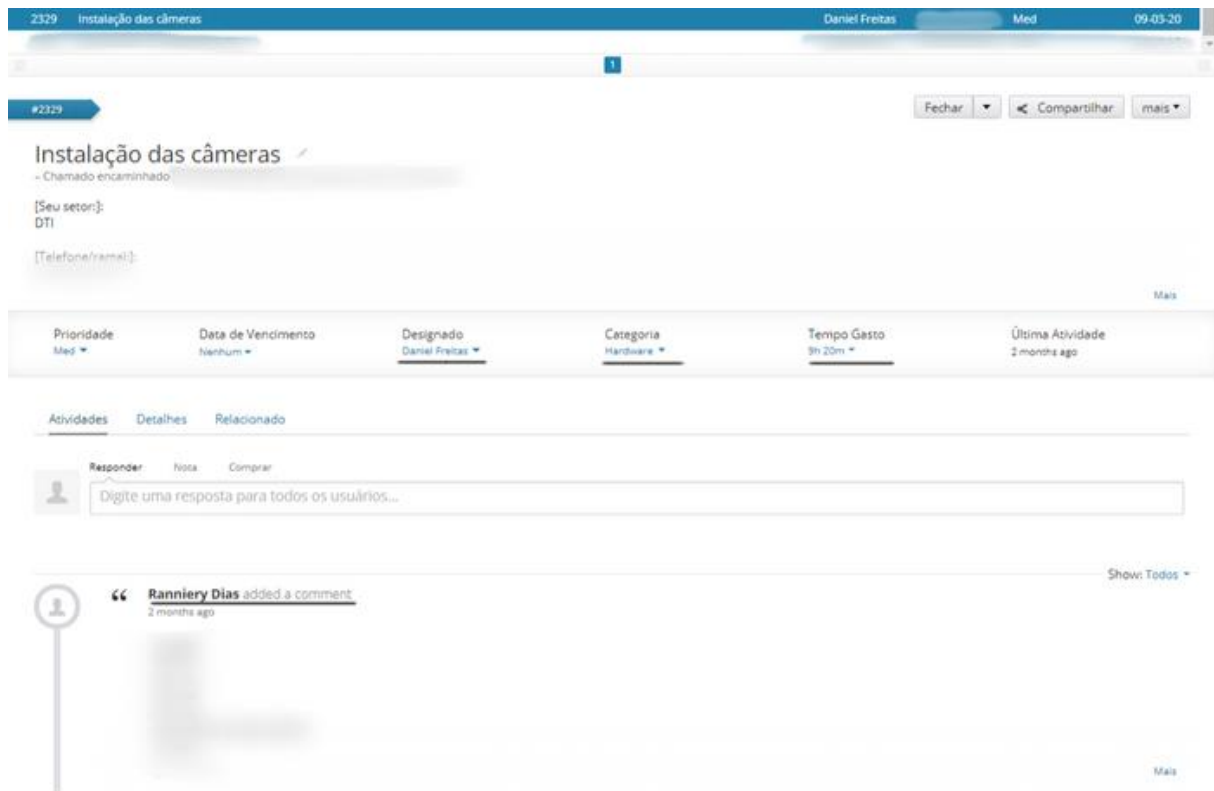 2329 Instalação das câmeras Daniel Freitas Med 09-03-20
1
#2329 Fechar Compartilhar mais
Instalação das câmeras
– Chamado encaminhado
[Seu setor:]:
DTI
[Telefone/ramal:]:
Mais
Prioridade Data de Vencimento Designado Categoria Tempo Gasto Última Atividade
Med Nenhum Daniel Freitas Hardware 9h 20m 2 months ago
Atividades Detalhes Relacionado
Responder Nota Comprar
Digite uma resposta para todos os usuários...
Show: Todos
“ Ranniery Dias added a comment
2 months ago
Mais